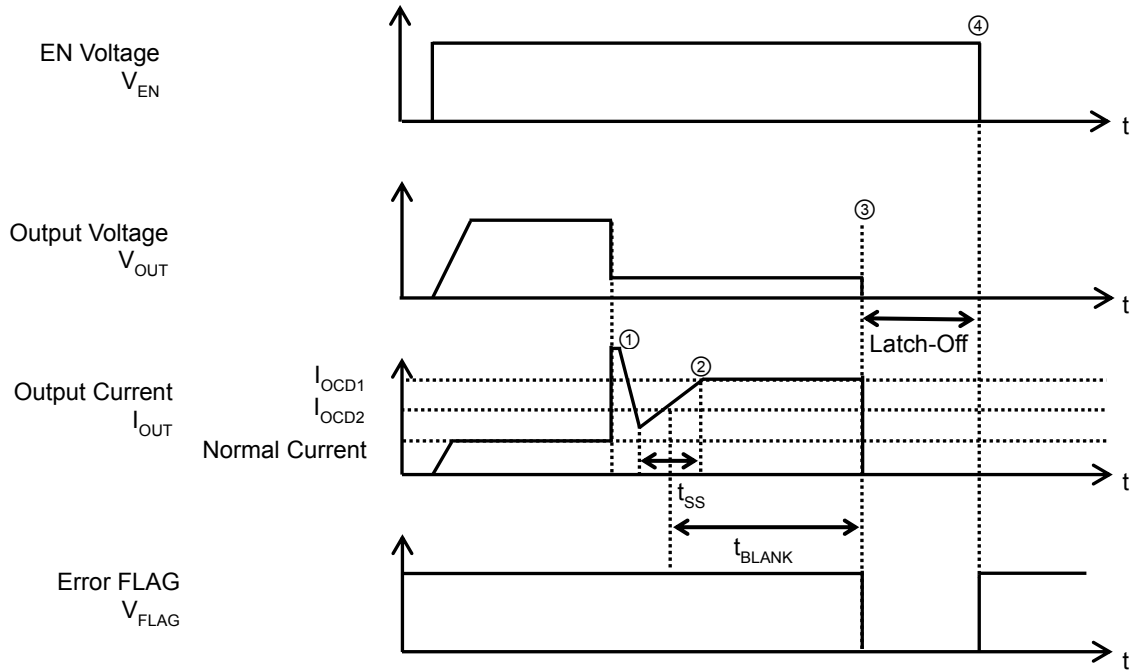 ④
EN Voltage
V_EN
t
③
Output Voltage
V_OUT
t
Latch-Off
①
②
I_OCD1
Output Current
I_OUT
I_OCD2
Normal Current
t
t_SS
t_BLANK
Error FLAG
V_FLAG
t